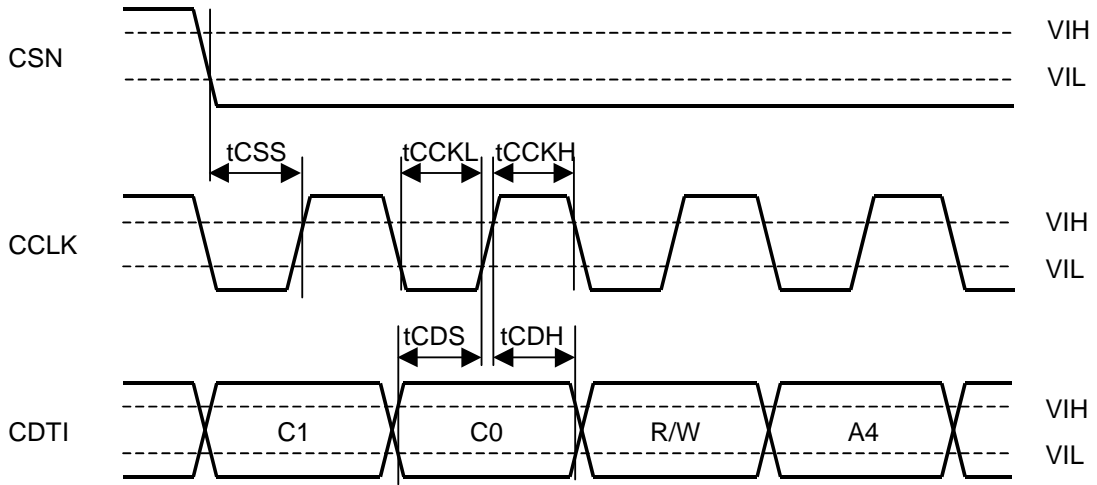 CSN
VIH
VIL
tCSS
tCCKL
tCCKH
CCLK
VIH
VIL
tCDS
tCDH
CDTI
C1
C0
R/W
A4
VIH
VIL